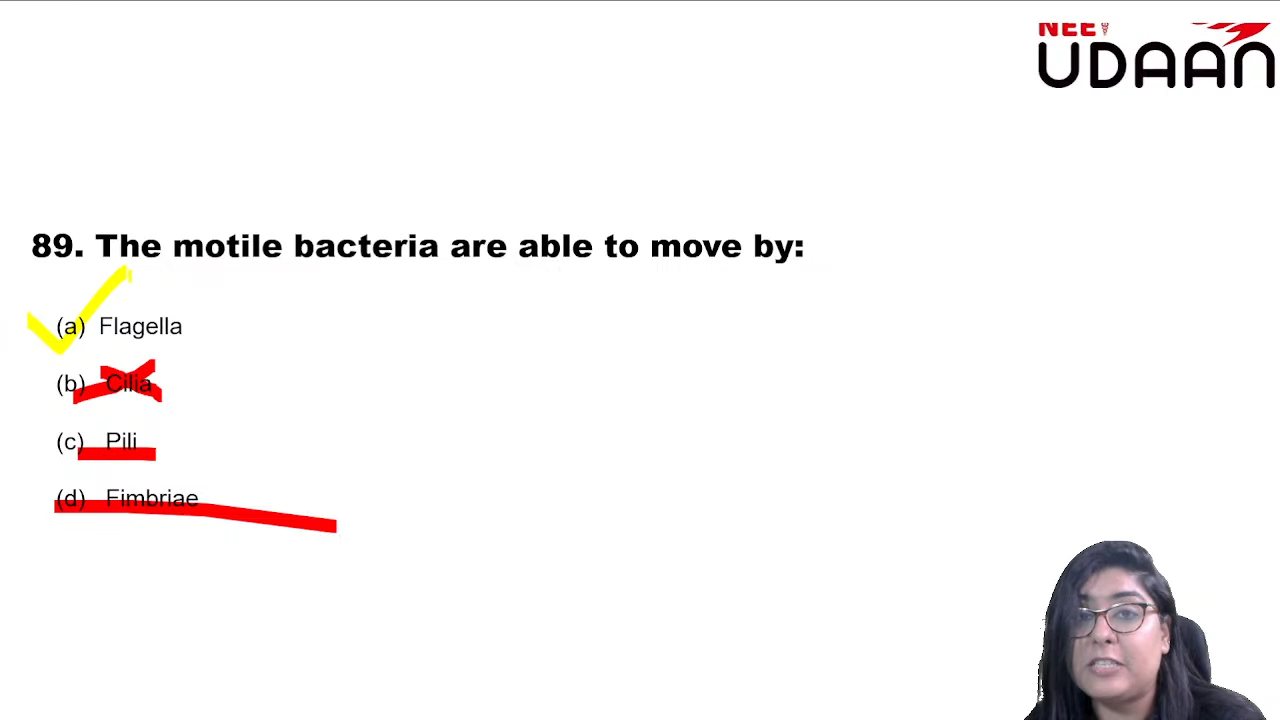 NEET
UDAAN
89. The motile bacteria are able to move by:
(a) Flagella
(b) Cilia
(c) Pili
(d) Fimbriae